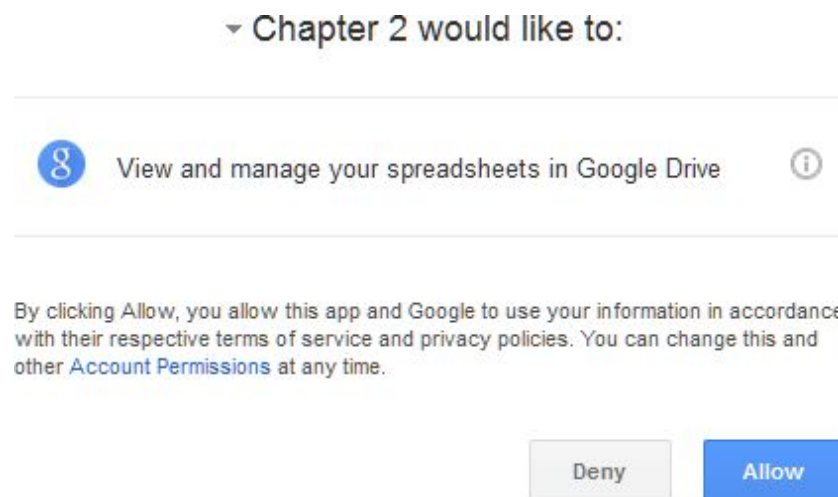 Chapter 2 would like to:
g
View and manage your spreadsheets in Google Drive
i
By clicking Allow, you allow this app and Google to use your information in accordance
with their respective terms of service and privacy policies. You can change this and
other Account Permissions at any time.
Deny Allow